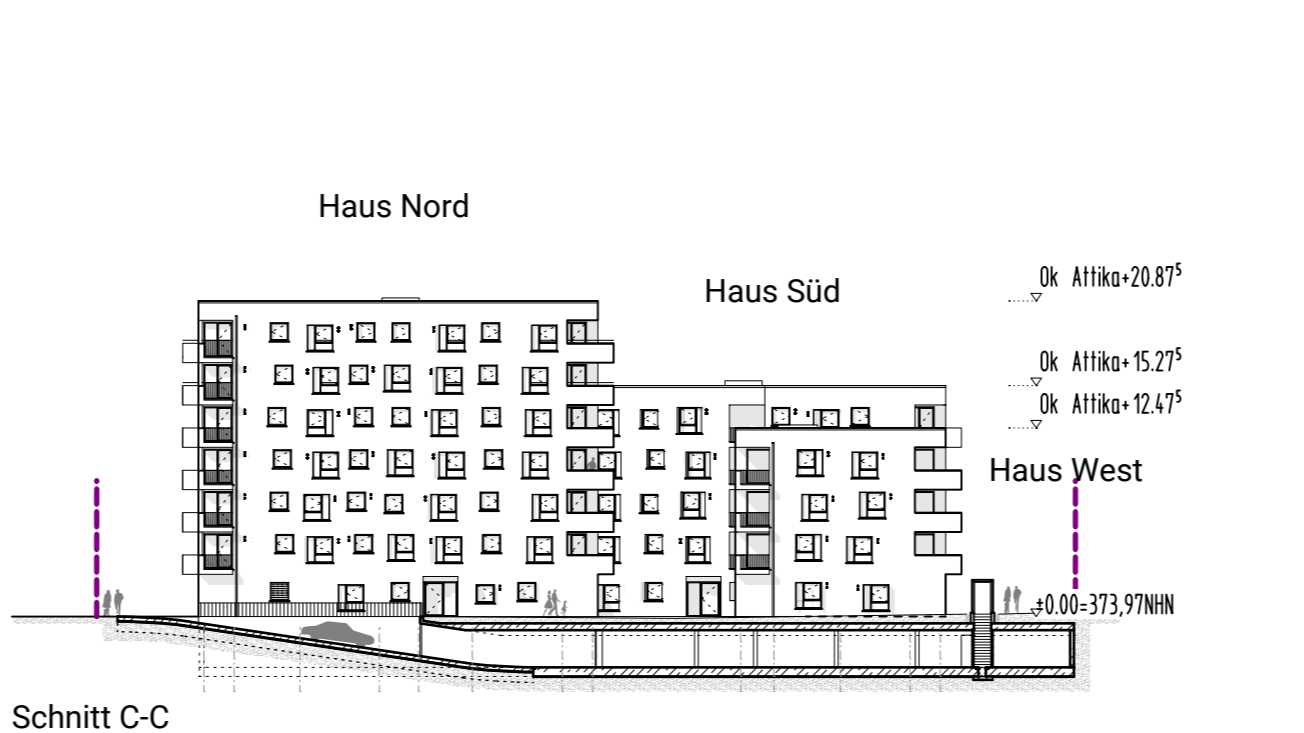 Haus Nord
Ok Attika+20.87⁵
Haus Süd
Ok Attika+15.27⁵
Ok Attika+12.47⁵
Haus West
±0.00=373,97NHN
Schnitt C-C